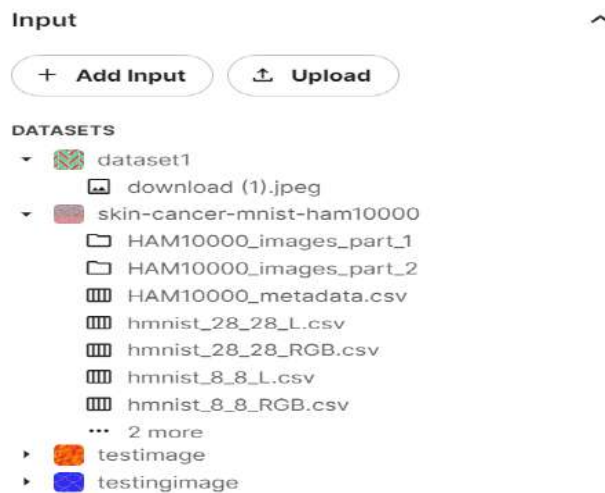 Input
+ Add Input Upload
DATASETS
dataset1
download (1).jpeg
skin-cancer-mnist-ham10000
HAM10000_images_part_1
HAM10000_images_part_2
HAM10000_metadata.csv
hmnist_28_28_L.csv
hmnist_28_28_RGB.csv
hmnist_8_8_L.csv
hmnist_8_8_RGB.csv
••• 2 more
testimage
testingimage